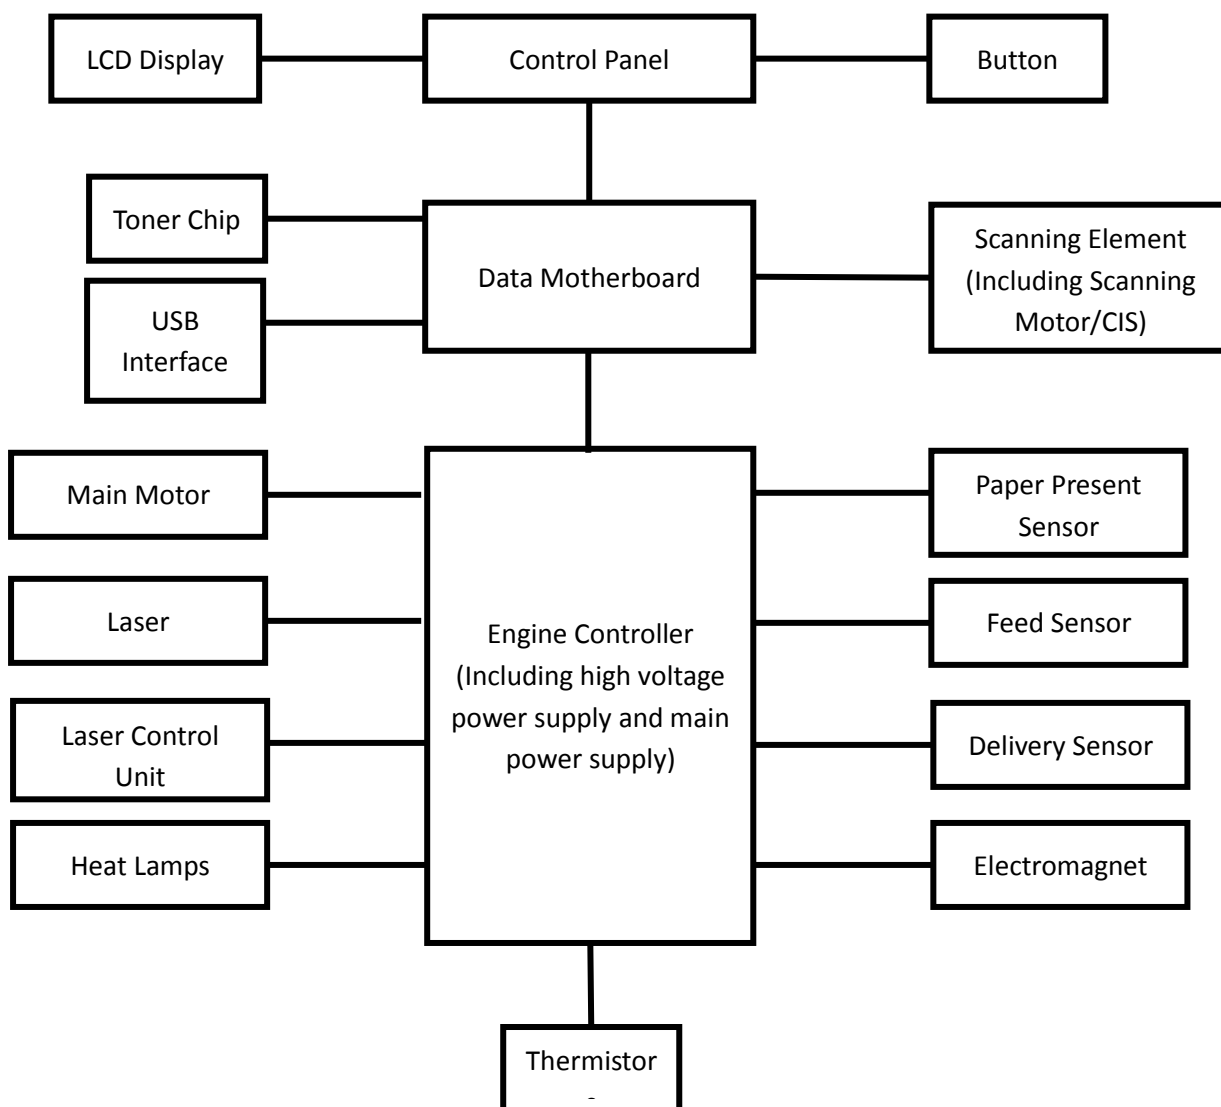 LCD Display
Control Panel
Button
Toner Chip
USB
Interface
Data Motherboard
Scanning Element
(Including Scanning
Motor/CIS)
Main Motor
Laser
Laser Control
Unit
Heat Lamps
Engine Controller
(Including high voltage
power supply and main
power supply)
Paper Present
Sensor
Feed Sensor
Delivery Sensor
Electromagnet
Thermistor